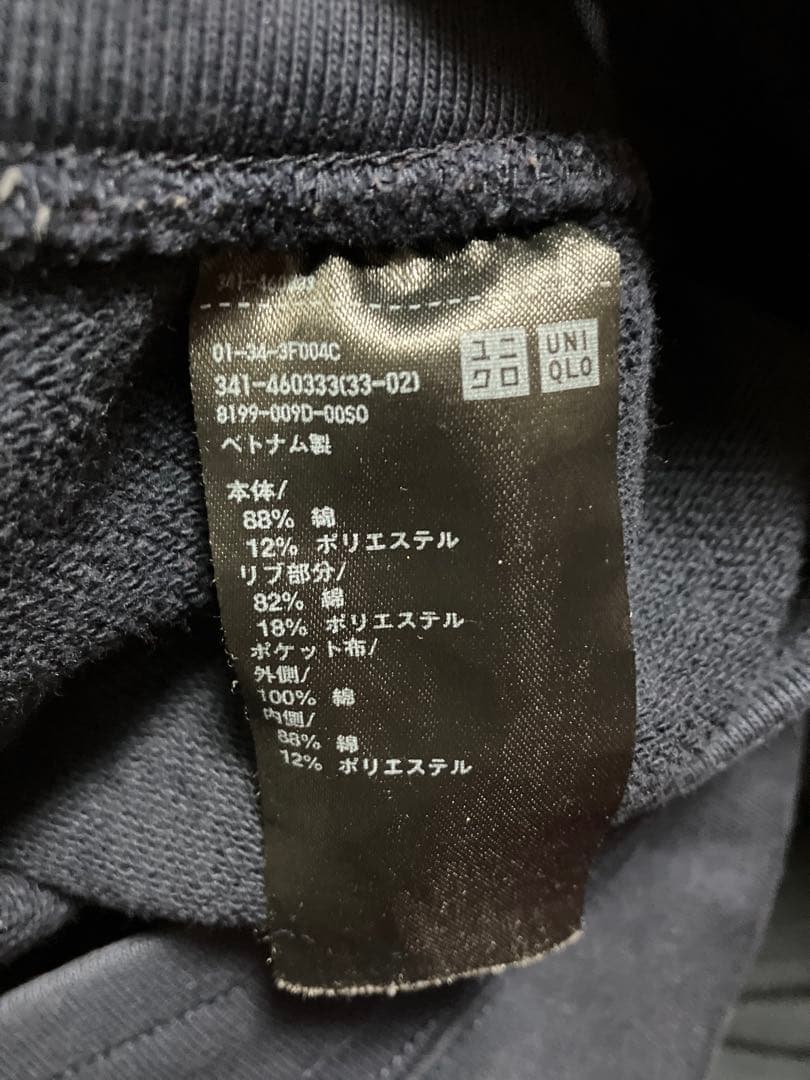 341-460333
01-34-3F004C
341-460333(33-02)
8199-009D-00SO
ベトナム製
ユニ
クロ
UNI
QLO
本体/
88% 綿
12% ポリエステル
リブ部分/
82% 綿
18% ポリエステル
ポケット布/
外側/
100% 綿
内側/
88% 綿
12% ポリエステル